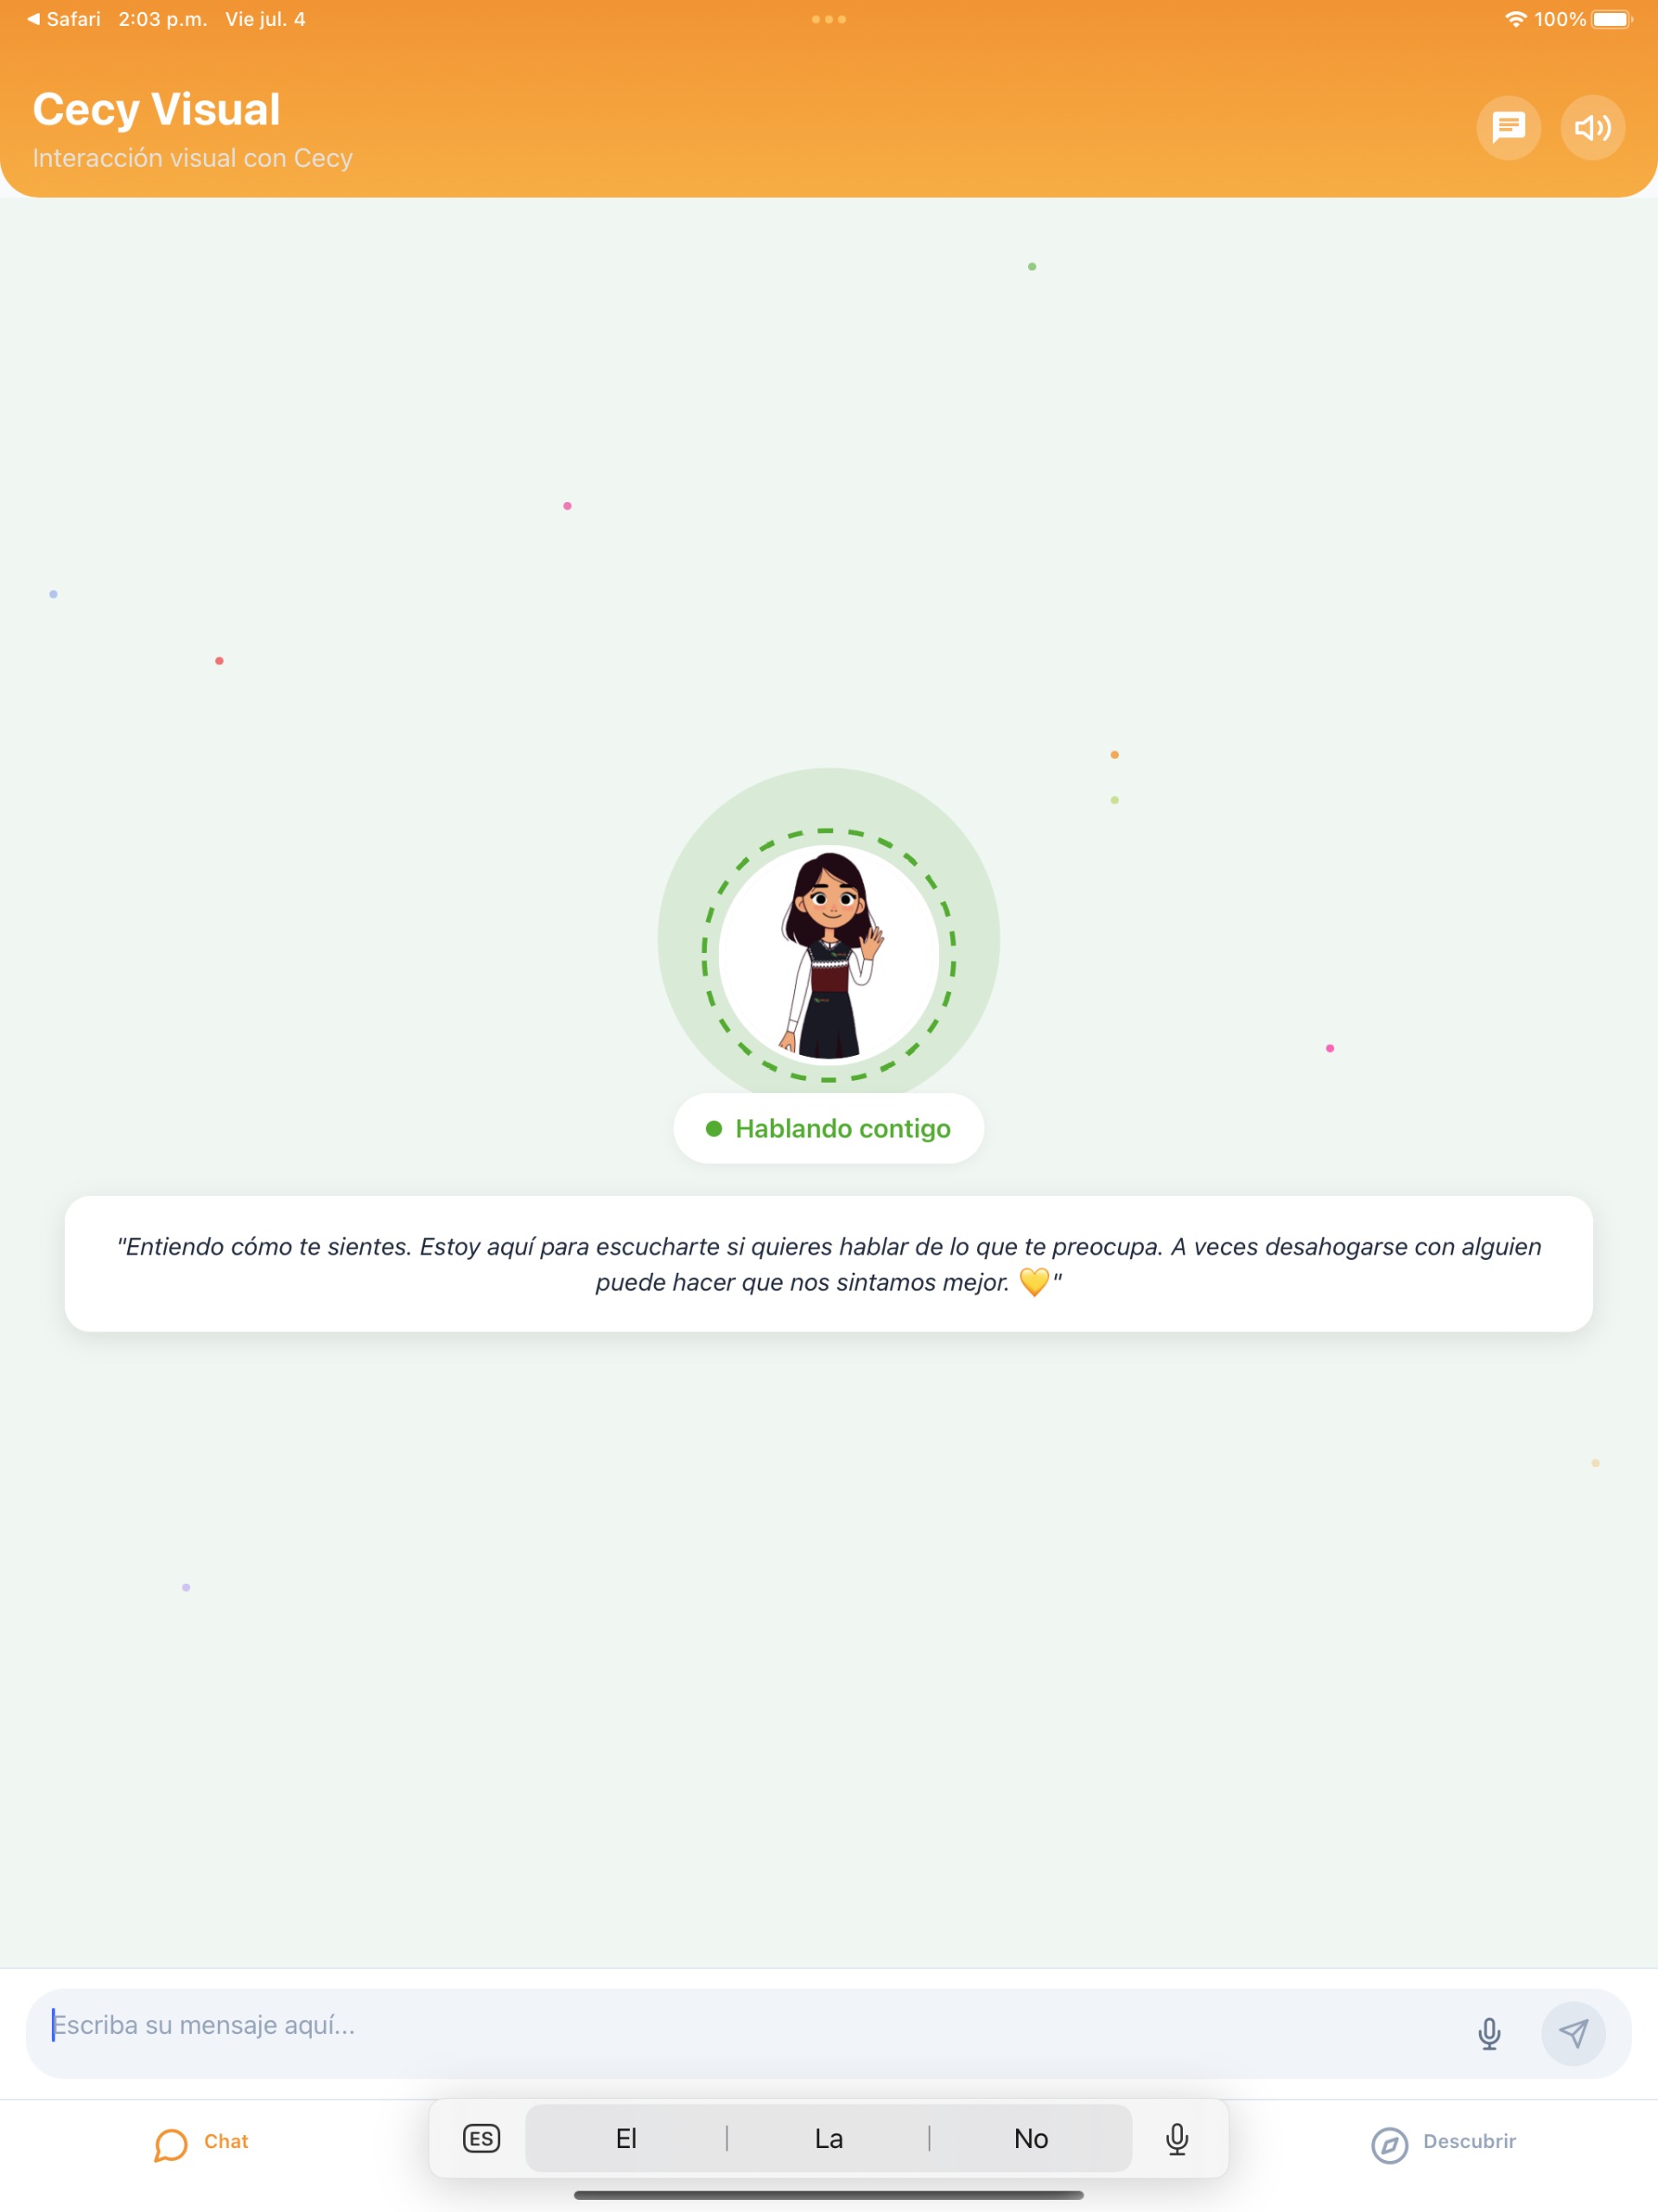 Safari 2:03 p.m. Vie jul. 4 100%
Cecy Visual
Interacción visual con Cecy
Hablando contigo
"Entiendo cómo te sientes. Estoy aquí para escucharte si quieres hablar de lo que te preocupa. A veces desahogarse con alguien
puede hacer que nos sintamos mejor. 💛"
Escriba su mensaje aquí...
Chat ES El La No Descubrir